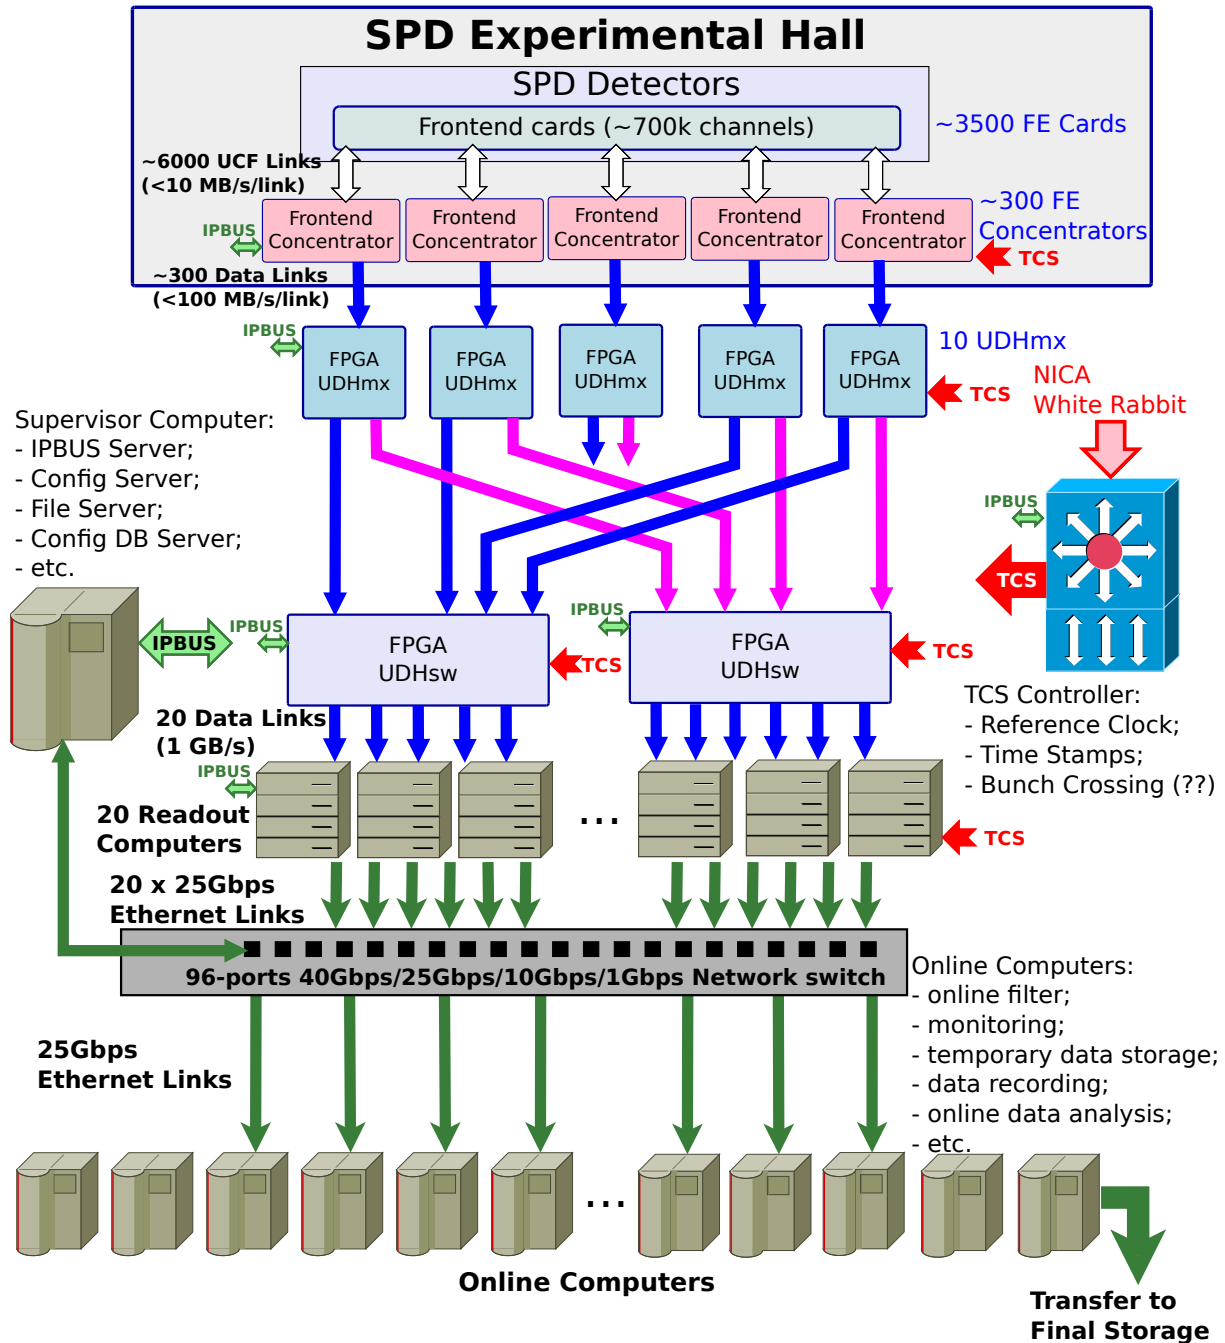 SPD Experimental Hall
SPD Detectors
Frontend cards (~700k channels)
~3500 FE Cards
~6000 UCF Links
(<10 MB/s/link)
Frontend
Concentrator
Frontend
Concentrator
Frontend
Concentrator
Frontend
Concentrator
Frontend
Concentrator
~300 FE
Concentrators
IPBUS
TCS
~300 Data Links
(<100 MB/s/link)
IPBUS
FPGA
UDHmx
FPGA
UDHmx
FPGA
UDHmx
FPGA
UDHmx
FPGA
UDHmx
10 UDHmx
TCS
NICA
White Rabbit
Supervisor Computer:
- IPBUS Server;
- Config Server;
- File Server;
- Config DB Server;
- etc.
IPBUS
TCS
IPBUS
IPBUS
FPGA
UDHsw
TCS
IPBUS
FPGA
UDHsw
TCS
TCS Controller:
- Reference Clock;
- Time Stamps;
- Bunch Crossing (??)
20 Data Links
(1 GB/s)
IPBUS
20 Readout
Computers
...
TCS
20 x 25Gbps
Ethernet Links
96-ports 40Gbps/25Gbps/10Gbps/1Gbps Network switch
Online Computers:
- online filter;
- monitoring;
- temporary data storage;
- data recording;
- online data analysis;
- etc.
25Gbps
Ethernet Links
...
Online Computers
Transfer to
Final Storage